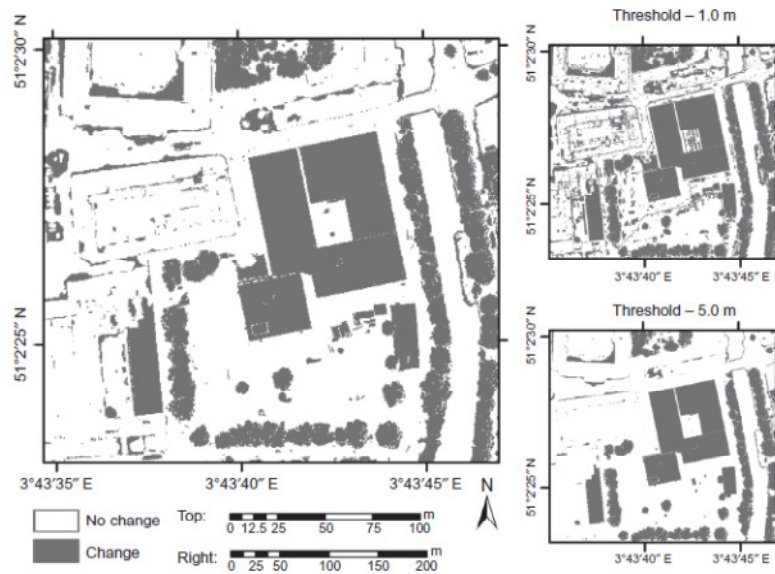 51°2′30″ N
51°2′25″ N
3°43′35″ E
3°43′40″ E
3°43′45″ E
Threshold – 1.0 m
51°2′30″ N
51°2′25″ N
3°43′40″ E
3°43′45″ E
Threshold – 5.0 m
51°2′30″ N
51°2′25″ N
3°43′40″ E
3°43′45″ E
No change
Change
N
Top:
m
0 12.5 25 50 75 100
Right:
m
0 25 50 100 150 200